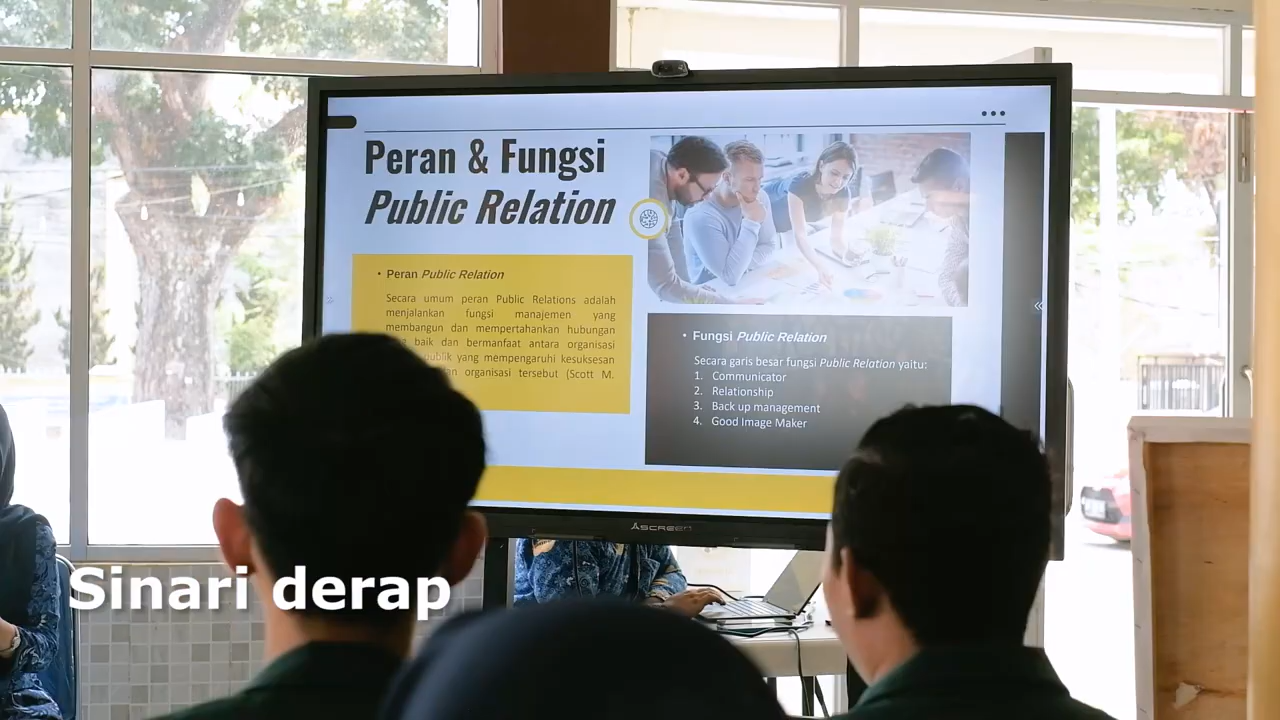 Peran & Fungsi
Public Relation
• Peran Public Relation
Secara umum peran Public Relations adalah
menjalankan fungsi manajemen yang
membangun dan mempertahankan hubungan
baik dan bermanfaat antara organisasi
publik yang mempengaruhi kesuksesan
organisasi tersebut (Scott M.
• Fungsi Public Relation
Secara garis besar fungsi Public Relation yaitu:
1. Communicator
2. Relationship
3. Back up management
4. Good Image Maker
ASCREEN
Sinari derap